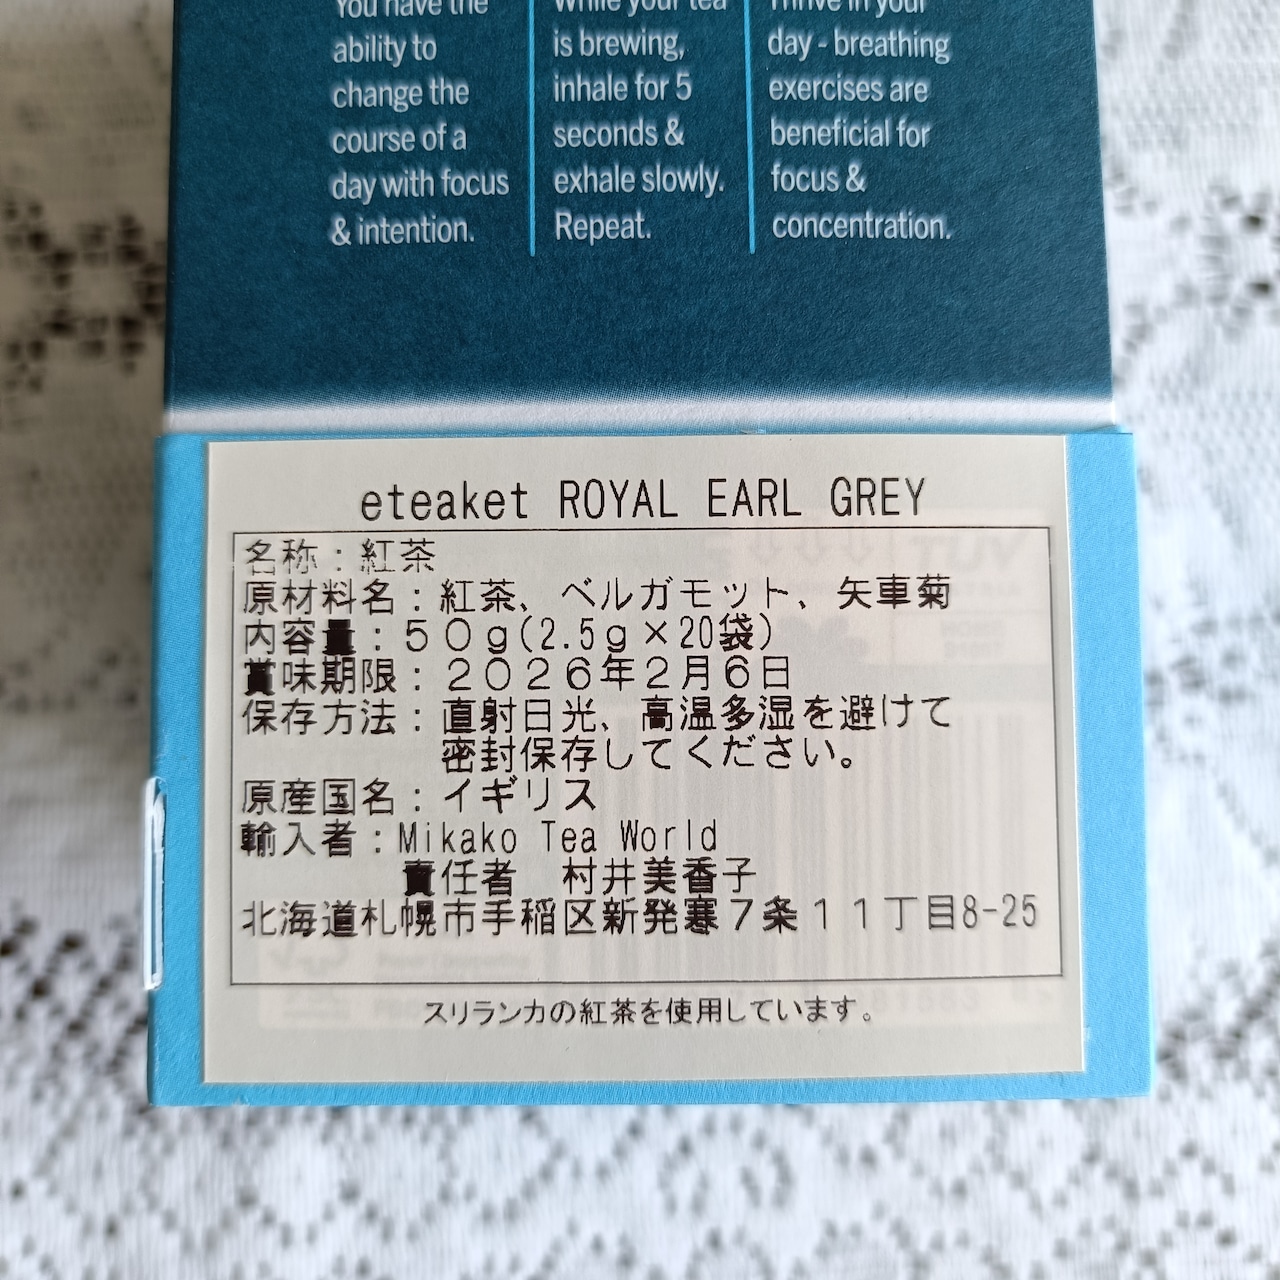 You have the
ability to
change the
course of a
day with focus
& intention.
While your tea
is brewing,
inhale for 5
seconds &
exhale slowly.
Repeat.
Thrive in your
day - breathing
exercises are
beneficial for
focus &
concentration.
eteaket ROYAL EARL GREY
名称：紅茶
原材料名：紅茶、ベルガモット、矢車菊
内容量：５０ｇ(2.5ｇ×20袋)
賞味期限：２０２６年２月６日
保存方法：直射日光、高温多湿を避けて
密封保存してください。
原産国名：イギリス
輸入者：Mikako Tea World
責任者　村井美香子
北海道札幌市手稲区新発寒７条１１丁目8-25
スリランカの紅茶を使用しています。